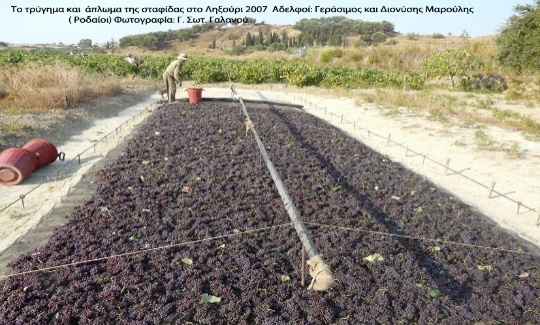 Το τρύγημα και άπλωμα της σταφίδας στο Ληξούρι 2007 Αδελφοί: Γεράσιμος και Διονύσης Μαρούλης
( Ροδαίοι) Φωτογραφία: Γ. Σωτ. Γαλανού